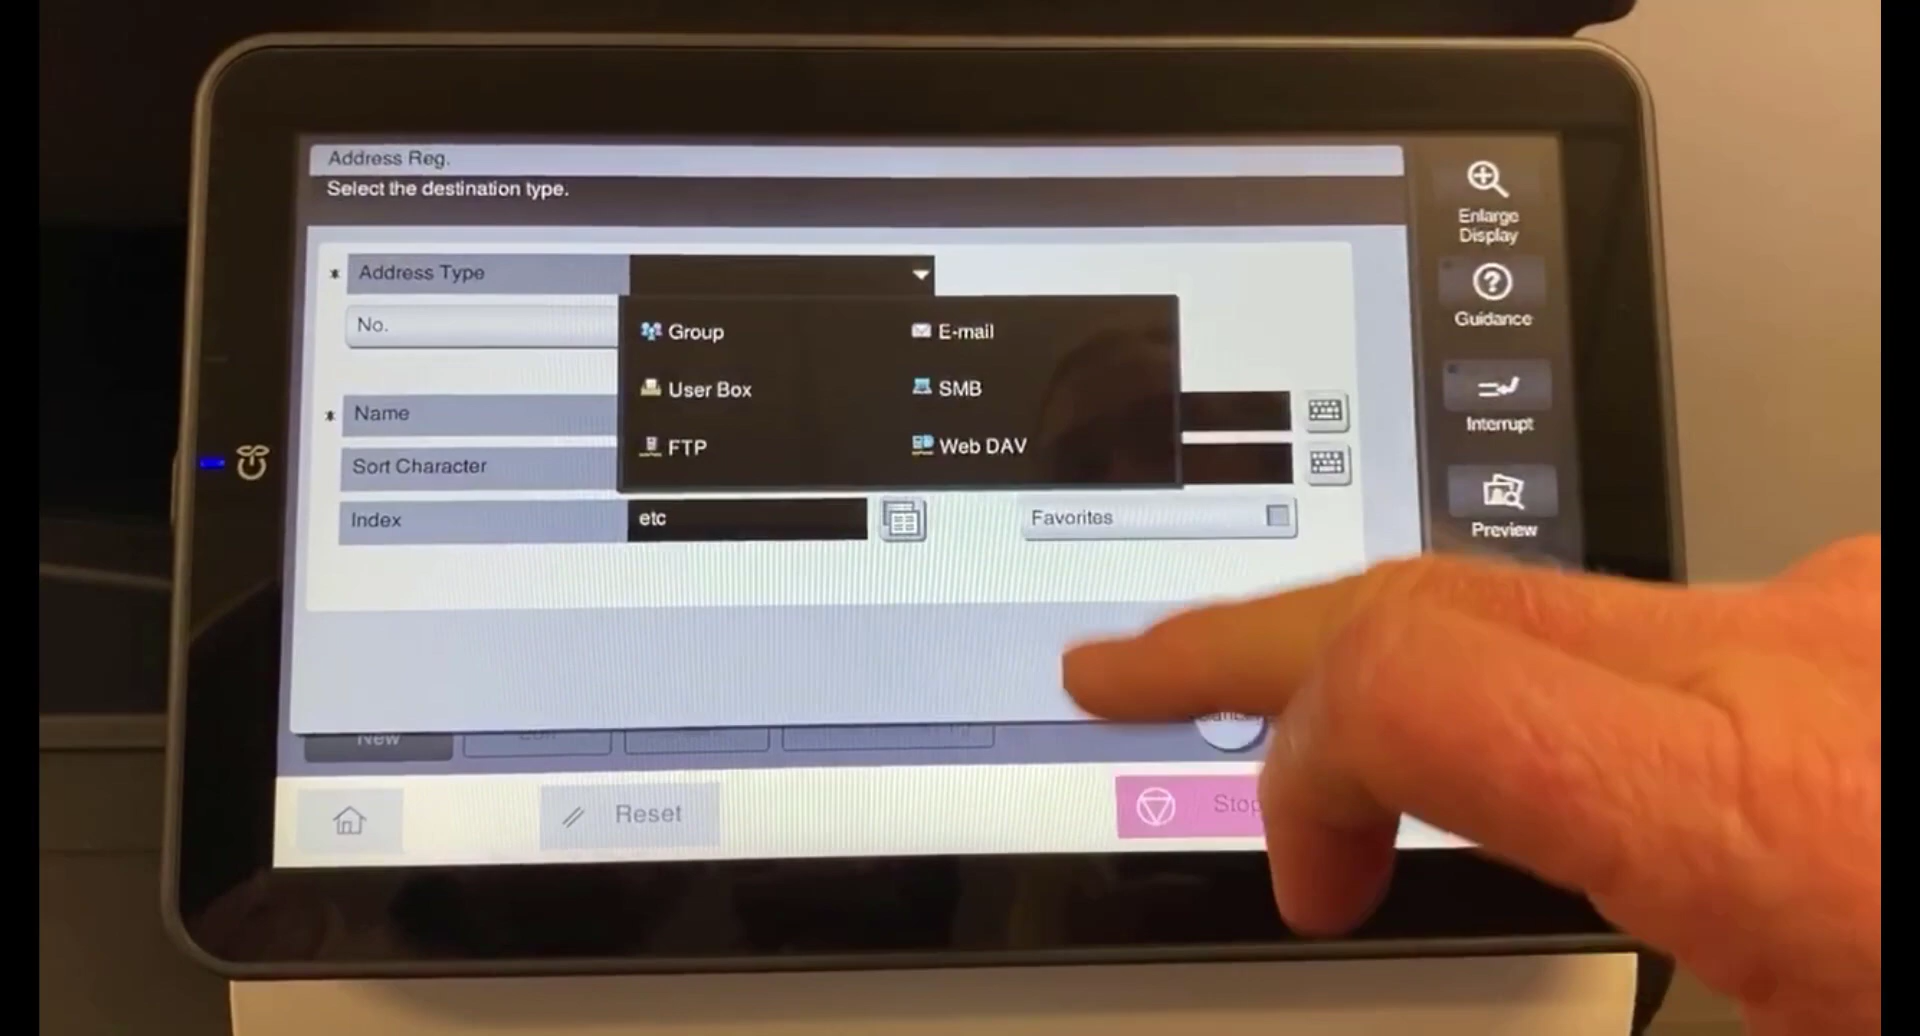 Address Reg.
Select the destination type.
Enlarge
Display
* Address Type
No.
Group
E-mail
Guidance
User Box
SMB
* Name
Interrupt
FTP
Web DAV
Sort Character
Index
etc
Favorites
Preview
New
Reset
Stop